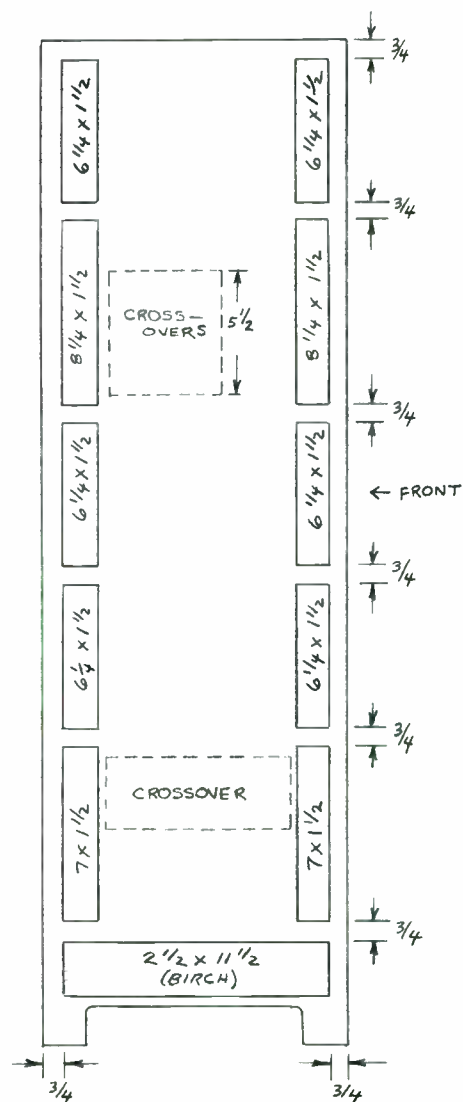 3/4
6 1/4 x 1 1/2
6 1/4 x 1 1/2
3/4
8 1/4 x 1 1/2
CROSS-
OVERS
5 1/2
8 1/4 x 1 1/2
3/4
6 1/4 x 1 1/2
6 1/4 x 1 1/2
← FRONT
3/4
6 1/4 x 1 1/2
6 1/4 x 1 1/2
3/4
7 x 1 1/2
CROSSOVER
7 x 1 1/2
3/4
2 1/2 x 11 1/2
(BIRCH)
3/4
3/4